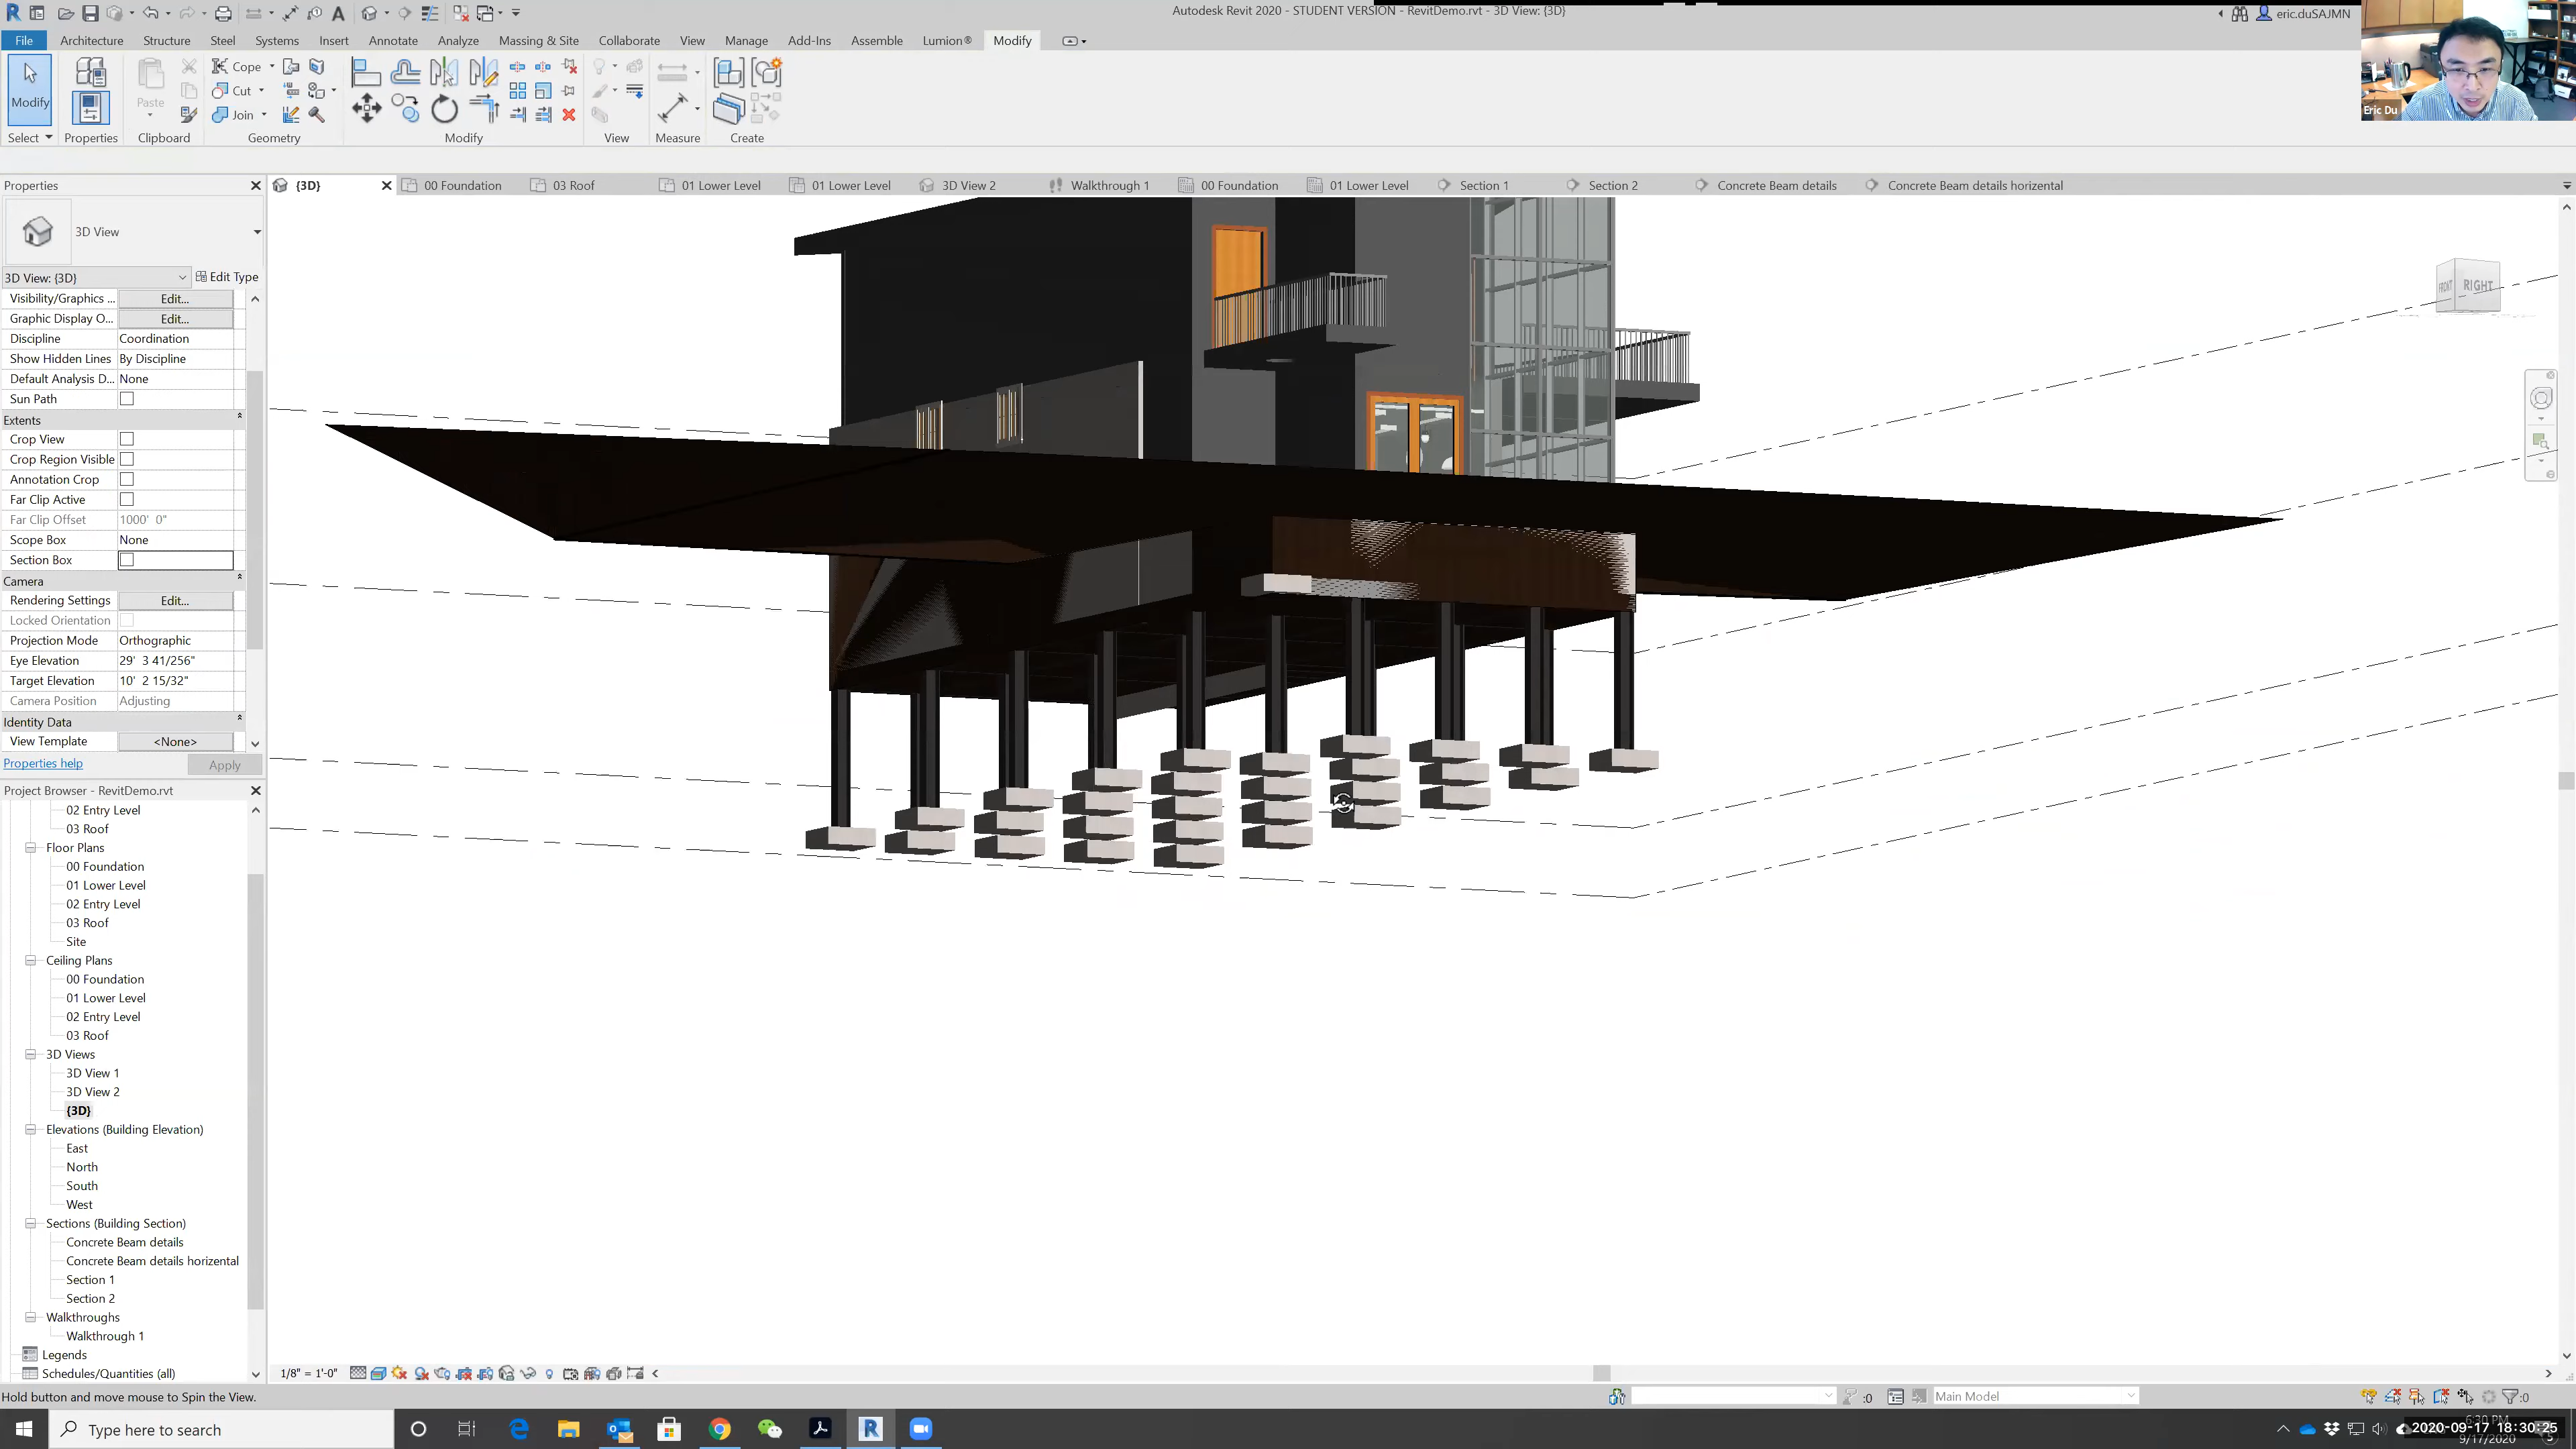 Autodesk Revit 2020 - STUDENT VERSION - RevitDemo.rvt - 3D View: {3D}
eric.duSAJMN
File Architecture Structure Steel Systems Insert Annotate Analyze Massing & Site Collaborate View Manage Add-Ins Assemble Lumion® Modify
Modify
Paste
Cope
Cut
Join
Select Properties Clipboard Geometry Modify View Measure Create
Eric Du
Properties
{3D} 00 Foundation 03 Roof 01 Lower Level 01 Lower Level 3D View 2 Walkthrough 1 00 Foundation 01 Lower Level Section 1 Section 2 Concrete Beam details Concrete Beam details horizental
3D View
3D View: {3D} Edit Type
Visibility/Graphics ... Edit...
Graphic Display O... Edit...
Discipline Coordination
Show Hidden Lines By Discipline
Default Analysis D... None
Sun Path
Extents
Crop View
Crop Region Visible
Annotation Crop
Far Clip Active
Far Clip Offset 1000' 0"
Scope Box None
Section Box
Camera
Rendering Settings Edit...
Locked Orientation
Projection Mode Orthographic
Eye Elevation 29' 3 41/256"
Target Elevation 10' 2 15/32"
Camera Position Adjusting
Identity Data
View Template <None>
Properties help Apply
FRONT RIGHT
Project Browser - RevitDemo.rvt
02 Entry Level
03 Roof
Floor Plans
00 Foundation
01 Lower Level
02 Entry Level
03 Roof
Site
Ceiling Plans
00 Foundation
01 Lower Level
02 Entry Level
03 Roof
3D Views
3D View 1
3D View 2
{3D}
Elevations (Building Elevation)
East
North
South
West
Sections (Building Section)
Concrete Beam details
Concrete Beam details horizental
Section 1
Section 2
Walkthroughs
Walkthrough 1
Legends
Schedules/Quantities (all)
1/8" = 1'-0"
Hold button and move mouse to Spin the View.
:0
Main Model
:0
Type here to search
6:30 PM
2020-09-17 18:30:25
9/17/2020